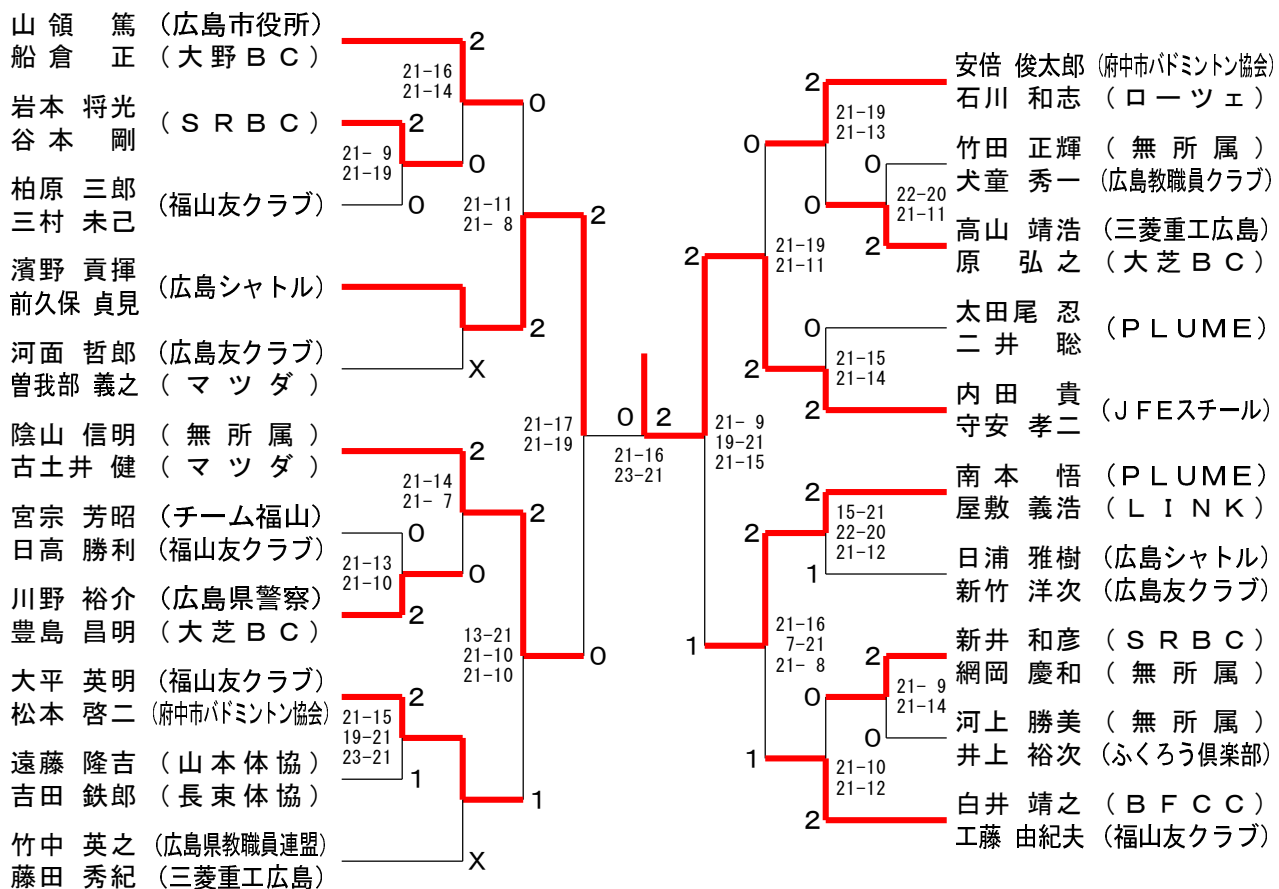 山 領 篤 (広島市役所)
船 倉 正 (大野BC)
岩本 将光
谷 本 剛
(SRBC)
柏原 三郎
三村 未己
(福山友クラブ)
濱野 貢揮
前久保 貞見
(広島シャトル)
河面 哲郎 (広島友クラブ)
曽我部 義之 (マツダ)
陰山 信明 (無所属)
古土井 健 (マツダ)
宮宗 芳昭 (チーム福山)
日高 勝利 (福山友クラブ)
川野 裕介 (広島県警察)
豊島 昌明 (大芝BC)
大平 英明 (福山友クラブ)
松本 啓二 (府中市バドミントン協会)
遠藤 隆吉 (山本体協)
吉田 鉄郎 (長束体協)
竹中 英之 (広島県教職員連盟)
藤田 秀紀 (三菱重工広島)
2
21-16
21-14
0
2
21- 9
21-19
0
0
21-11
21- 8
2
2
X
21-17
21-19
2
21-14
21- 7
2
0
21-13
21-10
0
2
13-21
21-10
21-10
0
2
21-15
19-21
23-21
1
1
X
0
2
21-16
23-21
2
21-19
21-13
0
0
22-20
21-11
0
2
21-19
21-11
2
0
21-15
21-14
2
2
21- 9
19-21
21-15
2
15-21
22-20
21-12
2
1
21-16
7-21
21- 8
1
2
21- 9
21-14
0
0
1
21-10
21-12
2
安倍 俊太郎 (府中市バドミントン協会)
石川 和志 (ローツェ)
竹田 正輝 (無所属)
犬童 秀一 (広島教職員クラブ)
高山 靖浩 (三菱重工広島)
原 弘之 (大芝BC)
太田尾 忍
二 井 聡
(PLUME)
内 田 貴
守安 孝二
(JFEスチール)
南 本 悟 (PLUME)
屋敷 義浩 (LINK)
日浦 雅樹 (広島シャトル)
新竹 洋次 (広島友クラブ)
新井 和彦 (SRBC)
網岡 慶和 (無所属)
河上 勝美 (無所属)
井上 裕次 (ふくろう倶楽部)
白井 靖之 (BFCC)
工藤 由紀夫 (福山友クラブ)